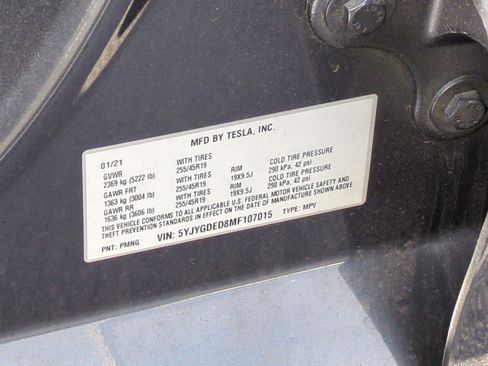 MFD BY TESLA, INC.
01/21
GVWR WITH TIRES RIM COLD TIRE PRESSURE
2369 kg (5222 lb) 255/45R19 19X9.5J 290 kPa, 42 psi
GAWR FRT WITH TIRES RIM COLD TIRE PRESSURE
1363 kg (3004 lb) 255/45R19 19X9.5J 290 kPa, 42 psi
GAWR RR WITH TIRES
1636 kg (3606 lb) 255/45R19
THIS VEHICLE CONFORMS TO ALL APPLICABLE U.S. FEDERAL MOTOR VEHICLE SAFETY AND
THEFT PREVENTION STANDARDS IN EFFECT ON THE DATE OF MANUFACTURE SHOWN ABOVE.
PNT: PMNG VIN: 5YJYGDED8MF107015 TYPE: MPV